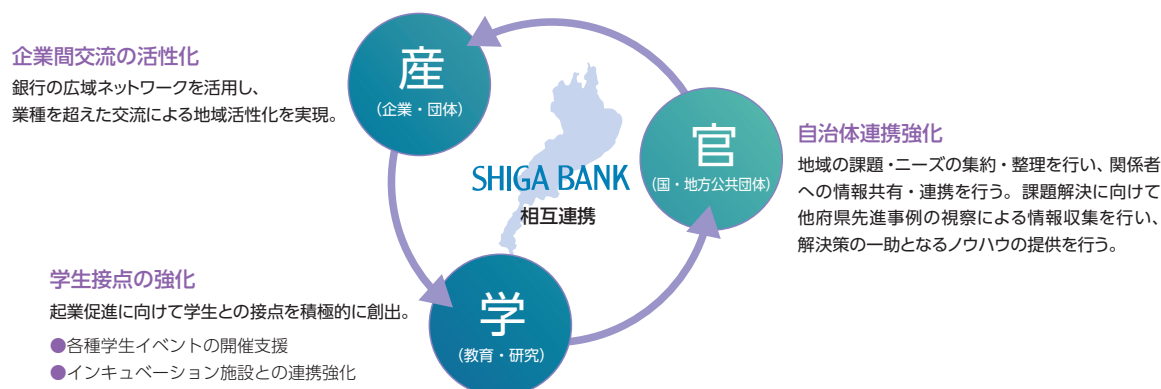 企業間交流の活性化
銀行の広域ネットワークを活用し、
業種を超えた交流による地域活性化を実現。
産
(企業・団体)
官
(国・地方公共団体)
SHIGA BANK
相互連携
自治体連携強化
地域の課題・ニーズの集約・整理を行い、関係者
への情報共有・連携を行う。課題解決に向けて
他府県先進事例の視察による情報収集を行い、
解決策の一助となるノウハウの提供を行う。
学生接点の強化
起業促進に向けて学生との接点を積極的に創出。
●各種学生イベントの開催支援
●インキュベーション施設との連携強化
学
(教育・研究)